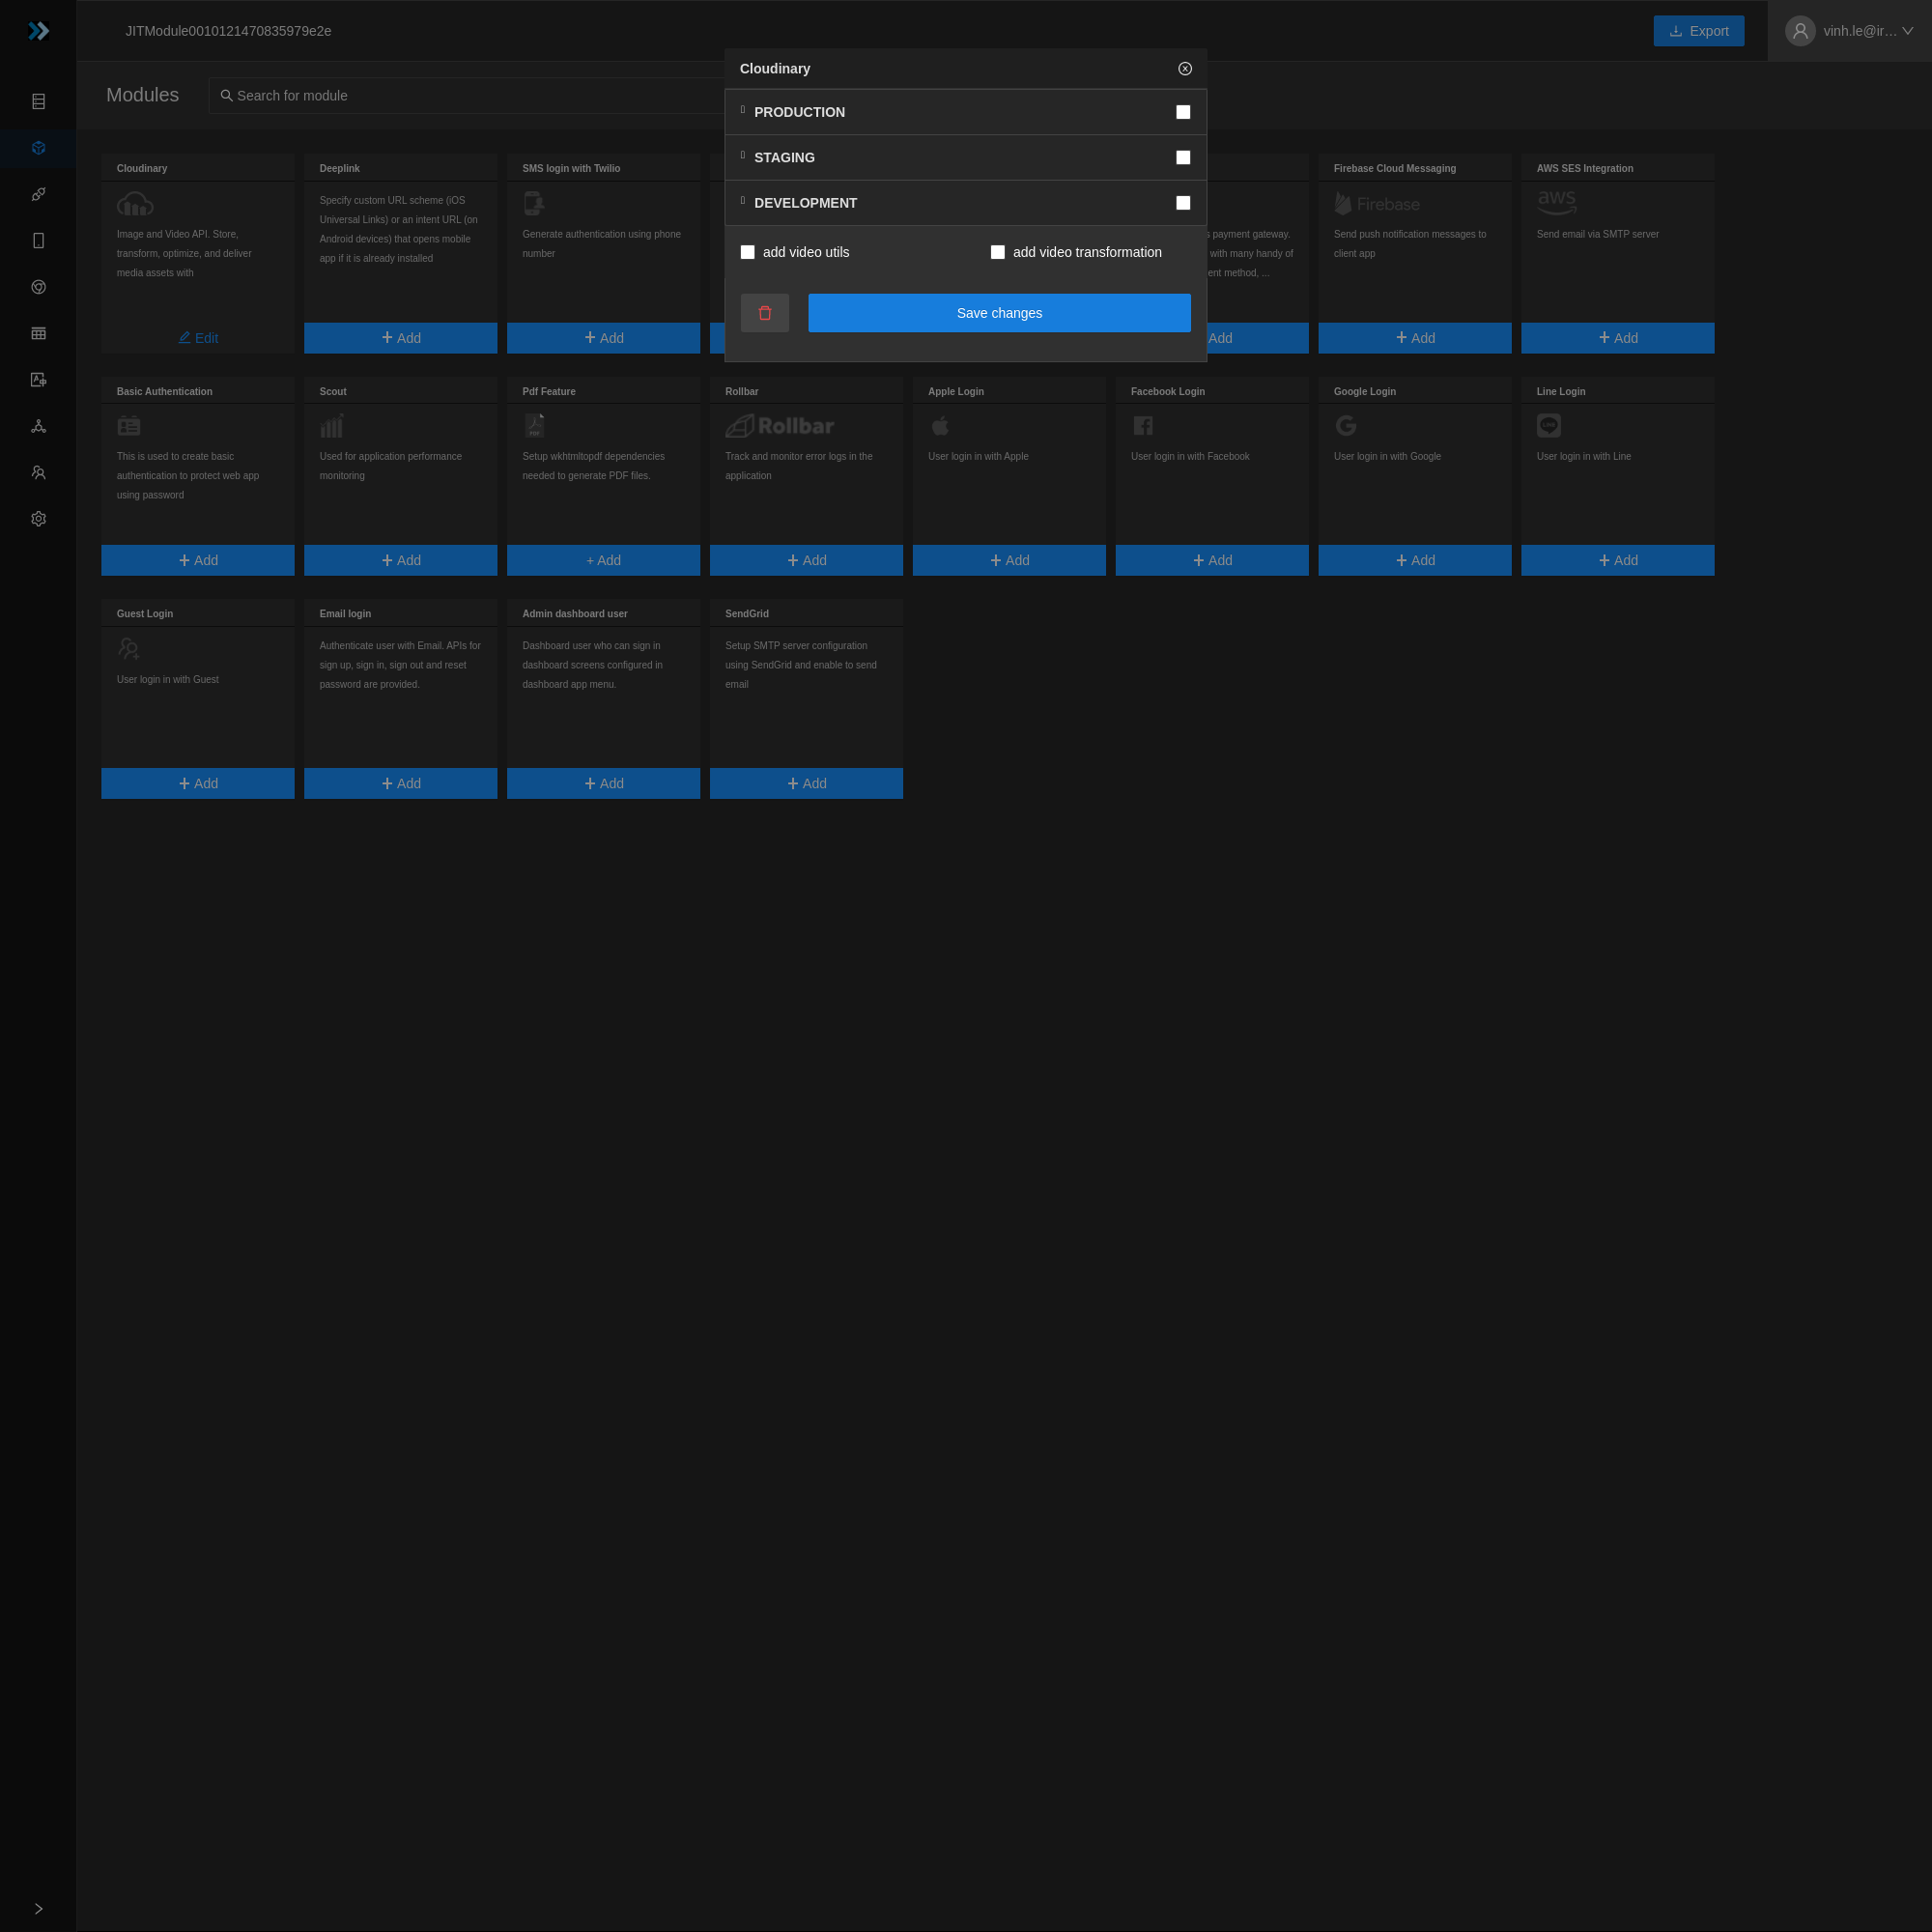 JITModule0010121470835979e2e
Export
vinh.le@ir…
Modules
Search for module
Cloudinary
PRODUCTION
STAGING
DEVELOPMENT
add video utils
add video transformation
Save changes
Cloudinary
Image and Video API. Store,
transform, optimize, and deliver
media assets with
Edit
Deeplink
Specify custom URL scheme (iOS
Universal Links) or an intent URL (on
Android devices) that opens mobile
app if it is already installed
+ Add
SMS login with Twilio
Generate authentication using phone
number
+ Add
payment gateway.
with many handy of
ent method, ...
Add
Firebase Cloud Messaging
Firebase
Send push notification messages to
client app
+ Add
AWS SES Integration
aws
Send email via SMTP server
+ Add
Basic Authentication
This is used to create basic
authentication to protect web app
using password
+ Add
Scout
Used for application performance
monitoring
+ Add
Pdf Feature
PDF
Setup wkhtmltopdf dependencies
needed to generate PDF files.
+ Add
Rollbar
Rollbar
Track and monitor error logs in the
application
+ Add
Apple Login
User login in with Apple
+ Add
Facebook Login
User login in with Facebook
+ Add
Google Login
User login in with Google
+ Add
Line Login
LINE
User login in with Line
+ Add
Guest Login
User login in with Guest
+ Add
Email login
Authenticate user with Email. APIs for
sign up, sign in, sign out and reset
password are provided.
+ Add
Admin dashboard user
Dashboard user who can sign in
dashboard screens configured in
dashboard app menu.
+ Add
SendGrid
Setup SMTP server configuration
using SendGrid and enable to send
email
+ Add